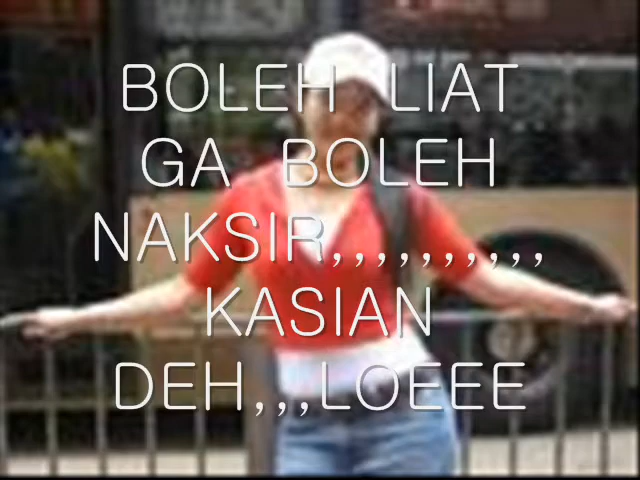 BOLEH LIAT
GA BOLEH
NAKSIR,,,,,,,,,,
KASIAN
DEH,,,LOEEE